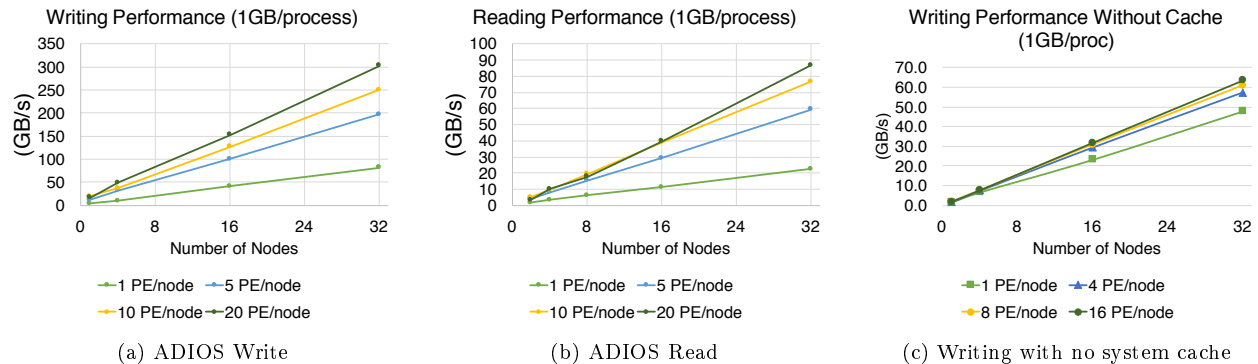 Writing Performance (1GB/process)
350
300
250
200
150
100
50
0
(GB/s)
0 8 16 24 32
Number of Nodes
1 PE/node 5 PE/node
10 PE/node 20 PE/node
(a) ADIOS Write
Reading Performance (1GB/process)
100
90
80
70
60
50
40
30
20
10
0
(GB/s)
0 8 16 24 32
Number of Nodes
1 PE/node 5 PE/node
10 PE/node 20 PE/node
(b) ADIOS Read
Writing Performance Without Cache
(1GB/proc)
70.0
60.0
50.0
40.0
30.0
20.0
10.0
0.0
(GB/s)
0 8 16 24 32
Number of Nodes
1 PE/node 4 PE/node
8 PE/node 16 PE/node
(c) Writing with no system cache